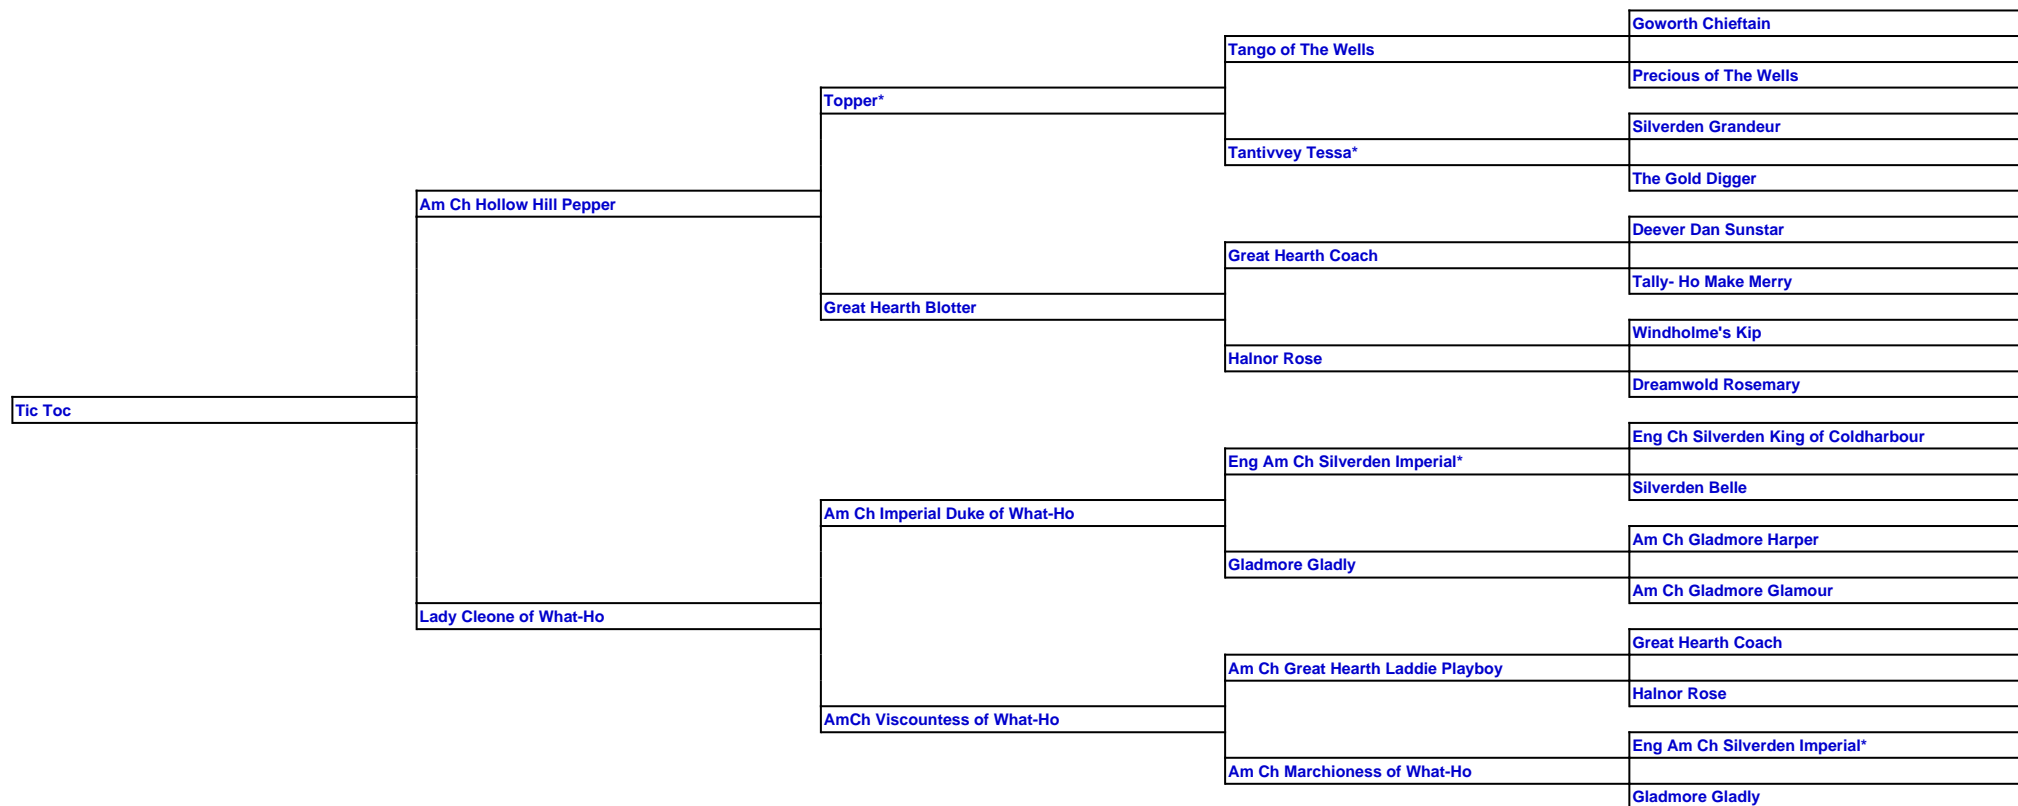 Goworth Chieftain
Tango of The Wells
Precious of The Wells
Topper*
Silverden Grandeur
Tantivvey Tessa*
The Gold Digger
Am Ch Hollow Hill Pepper
Deever Dan Sunstar
Great Hearth Coach
Tally- Ho Make Merry
Great Hearth Blotter
Windholme's Kip
Halnor Rose
Dreamwold Rosemary
Tic Toc
Eng Ch Silverden King of Coldharbour
Eng Am Ch Silverden Imperial*
Silverden Belle
Am Ch Imperial Duke of What-Ho
Am Ch Gladmore Harper
Gladmore Gladly
Am Ch Gladmore Glamour
Lady Cleone of What-Ho
Great Hearth Coach
Am Ch Great Hearth Laddie Playboy
Halnor Rose
AmCh Viscountess of What-Ho
Eng Am Ch Silverden Imperial*
Am Ch Marchioness of What-Ho
Gladmore Gladly